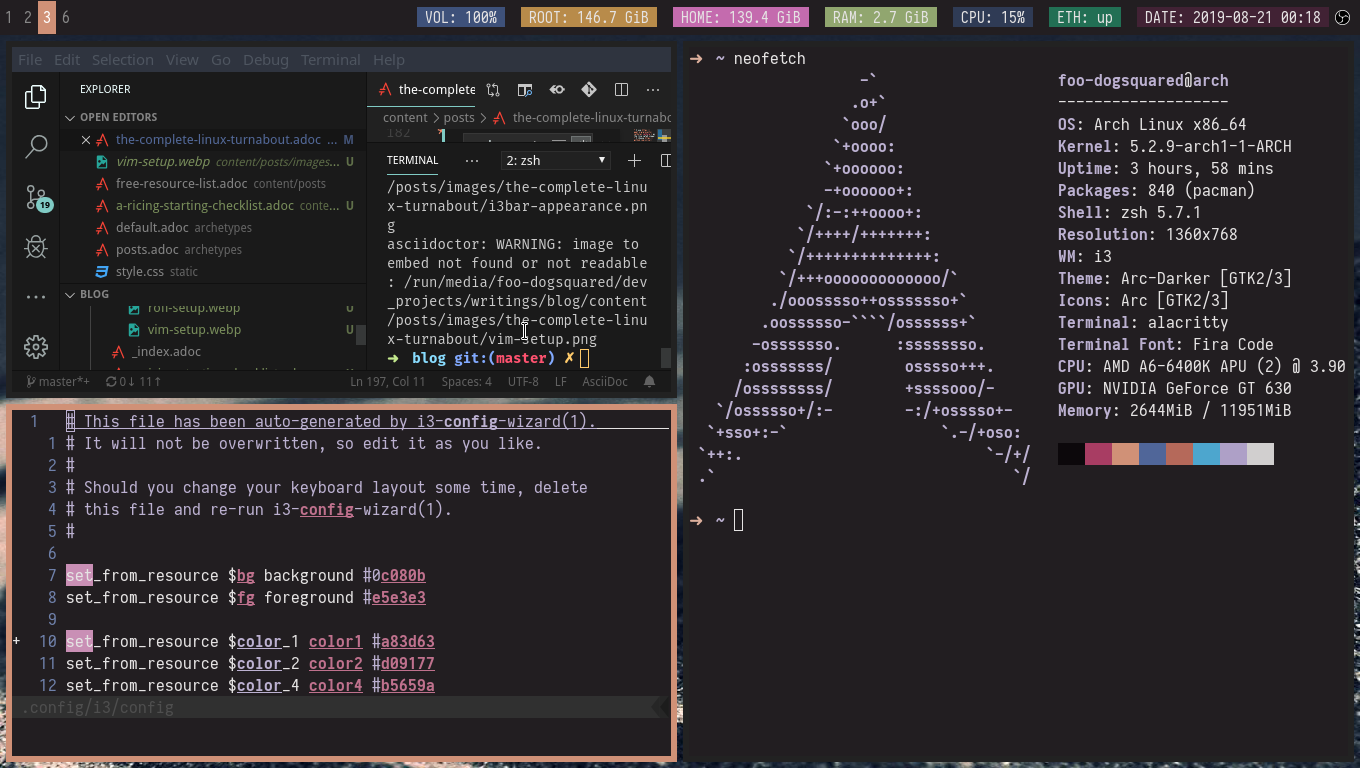 1 2 3 6
VOL: 100% ROOT: 146.7 GiB HOME: 139.4 GiB RAM: 2.7 GiB CPU: 15% ETH: up DATE: 2019-08-21 00:18
File Edit Selection View Go Debug Terminal Help
EXPLORER
OPEN EDITORS
the-complete-linux-turnabout.adoc ... M
vim-setup.webp content/posts/images... U
free-resource-list.adoc content/posts
a-ricing-starting-checklist.adoc conte... U
default.adoc archetypes
posts.adoc archetypes
style.css static
BLOG
rofi-setup.webp U
vim-setup.webp U
_index.adoc
19
the-complete
content > posts > the-complete-linux-turnabo
182
TERMINAL ... 2: zsh
/posts/images/the-complete-linu
x-turnabout/i3bar-appearance.pn
g
asciidoctor: WARNING: image to
embed not found or not readable
: /run/media/foo-dogsquared/dev
_projects/writings/blog/content
/posts/images/the-complete-linu
x-turnabout/vim-setup.png
➜ blog git:(master) ✗
master*+ 0↓ 11↑ Ln 197, Col 11 Spaces: 4 UTF-8 LF AsciiDoc
1 # This file has been auto-generated by i3-config-wizard(1).
1 # It will not be overwritten, so edit it as you like.
2 #
3 # Should you change your keyboard layout some time, delete
4 # this file and re-run i3-config-wizard(1).
5 #
6
7 set_from_resource $bg background #0c080b
8 set_from_resource $fg foreground #e5e3e3
9
+ 10 set_from_resource $color_1 color1 #a83d63
11 set_from_resource $color_2 color2 #d09177
12 set_from_resource $color_4 color4 #b5659a
.config/i3/config
➜ ~ neofetch
-`
.o+`
`ooo/
`+oooo:
`+oooooo:
-+oooooo+:
`/:-:++oooo+:
`/++++/+++++++:
`/++++++++++++++:
`/+++ooooooooooooo/`
./ooosssso++osssssso+`
.oossssso-````/ossssss+`
-osssssso. :ssssssso.
:osssssss/ osssso+++.
/ossssssss/ +ssssooo/-
`/ossssso+/:- -:/+osssso+-
`+sso+:-` `.-/+oso:
`++:. `-/+/
.` `/
foo-dogsquared@arch
-------------------
OS: Arch Linux x86_64
Kernel: 5.2.9-arch1-1-ARCH
Uptime: 3 hours, 58 mins
Packages: 840 (pacman)
Shell: zsh 5.7.1
Resolution: 1360x768
WM: i3
Theme: Arc-Darker [GTK2/3]
Icons: Arc [GTK2/3]
Terminal: alacritty
Terminal Font: Fira Code
CPU: AMD A6-6400K APU (2) @ 3.90
GPU: NVIDIA GeForce GT 630
Memory: 2644MiB / 11951MiB
➜ ~